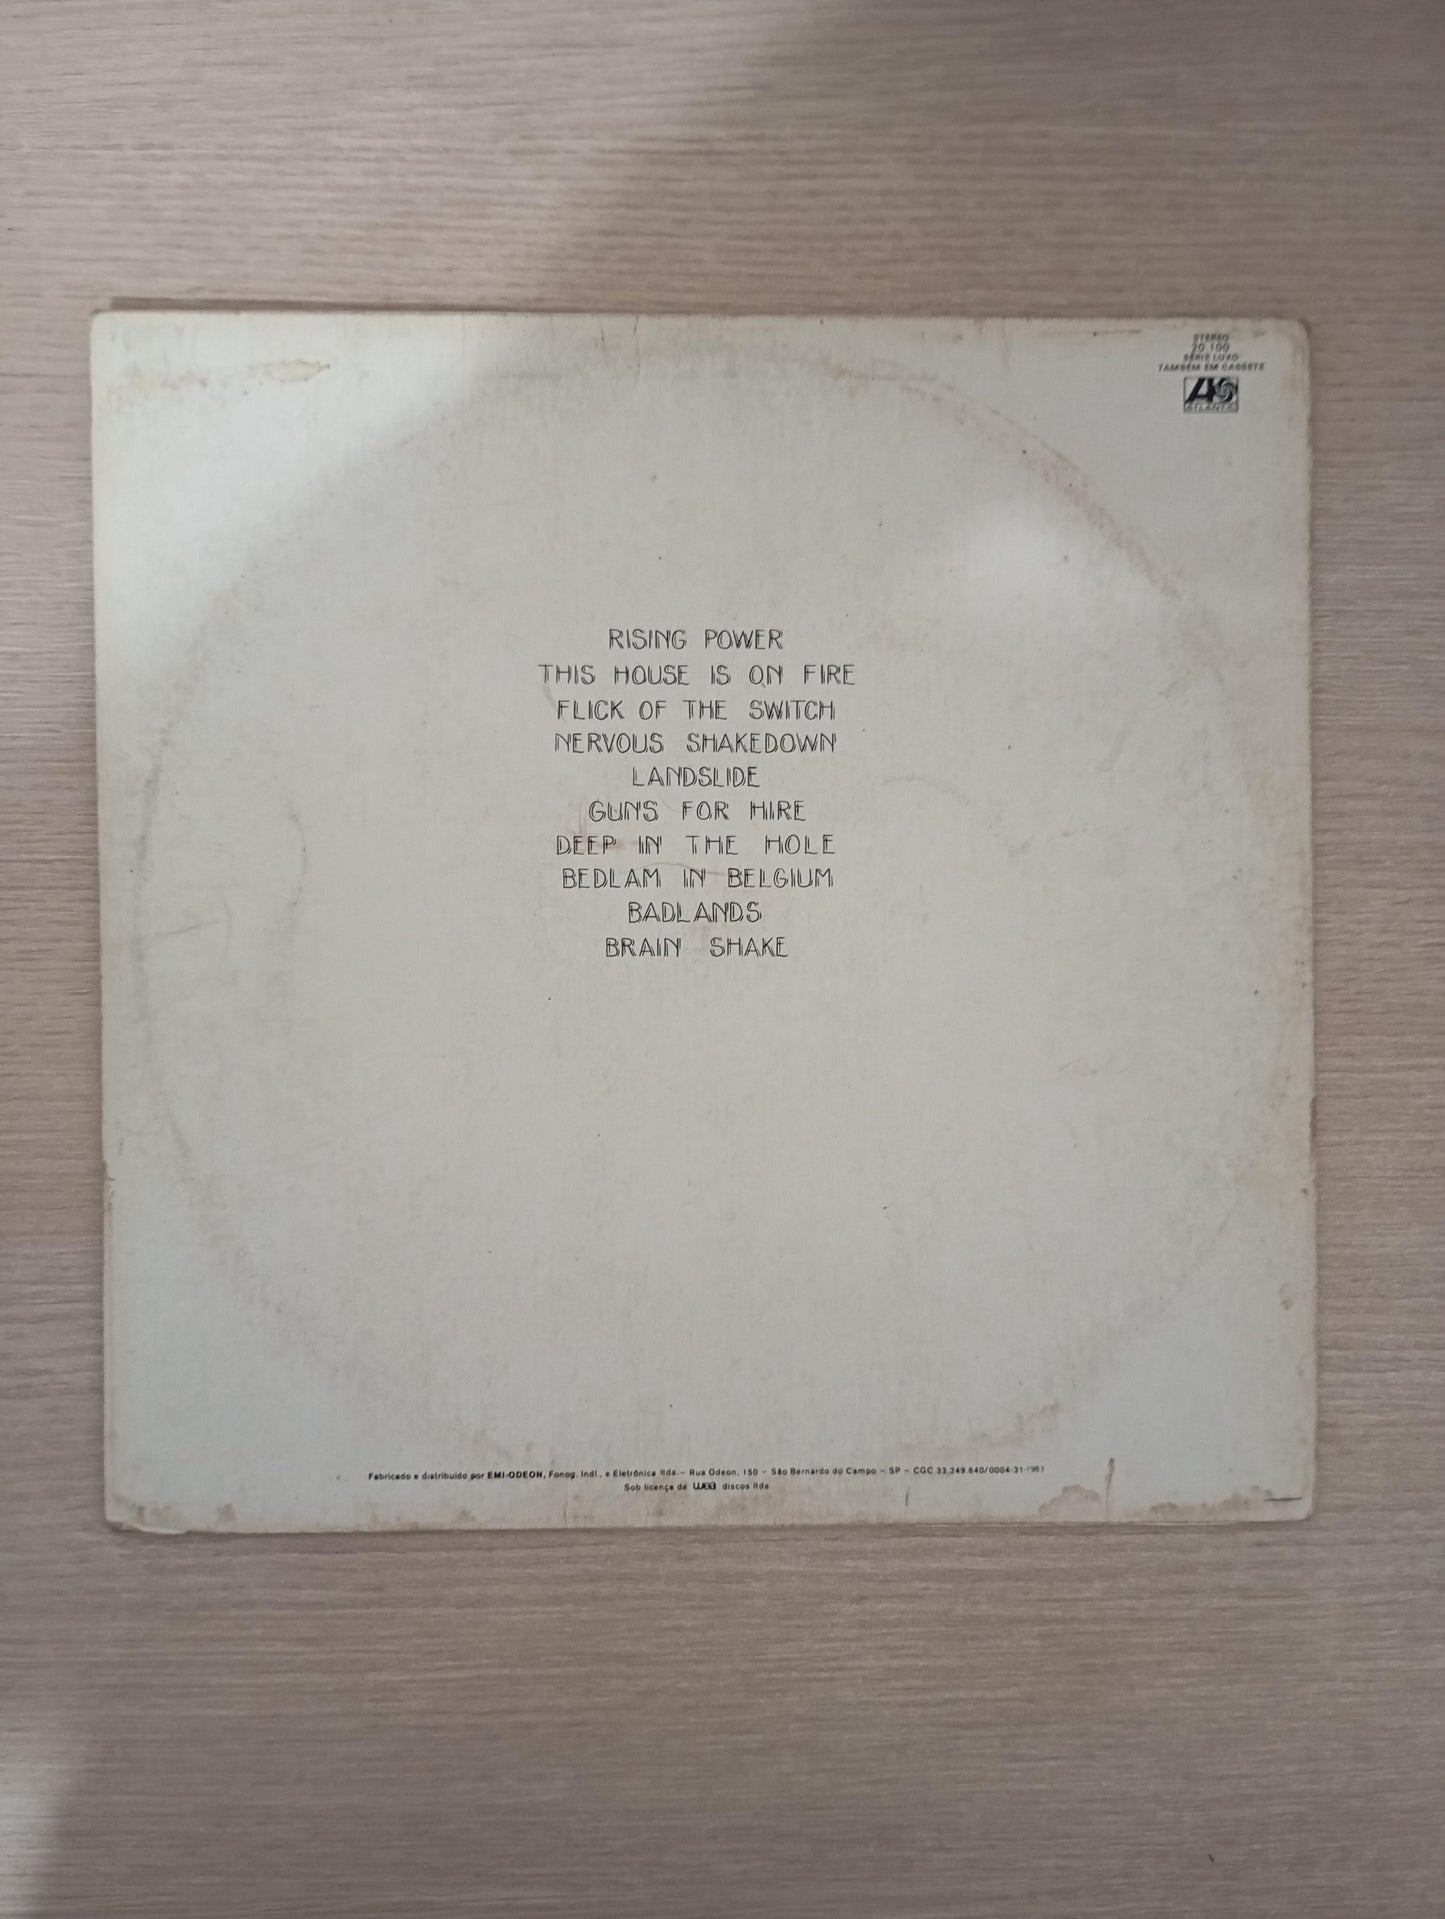 STEREO
20 100
SÉRIE LUXO
TAMBÉM EM CASSETE
ATLANTIC
RISING POWER
THIS HOUSE IS ON FIRE
FLICK OF THE SWITCH
NERVOUS SHAKEDOWN
LANDSLIDE
GUNS FOR HIRE
DEEP IN THE HOLE
BEDLAM IN BELGIUM
BADLANDS
BRAIN SHAKE
Fabricado e distribuído por EMI-ODEON, Fonog. Indl., e Eletrônica ltda. – Rua Odeon, 150 – São Bernardo do Campo – SP – CGC 33.249.640/0004-31
Sob licença de wea discos ltda